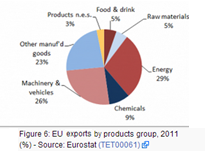 Products n.e.s.
3%
Food & drink
5%
Raw materials
5%
Other manuf'd
goods
23%
Energy
29%
Machinery &
vehicles
26%
Chemicals
9%
Figure 6: EU exports by products group, 2011
(%) - Source: Eurostat (TET00061)